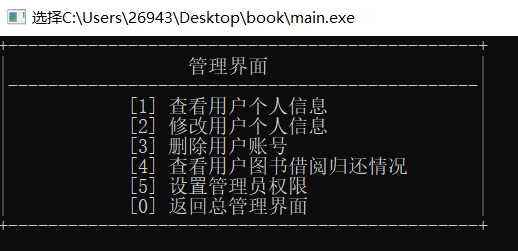 选择C:\Users\26943\Desktop\book\main.exe
管理界面
[1] 查看用户个人信息
[2] 修改用户个人信息
[3] 删除用户账号
[4] 查看用户图书借阅归还情况
[5] 设置管理员权限
[0] 返回总管理界面